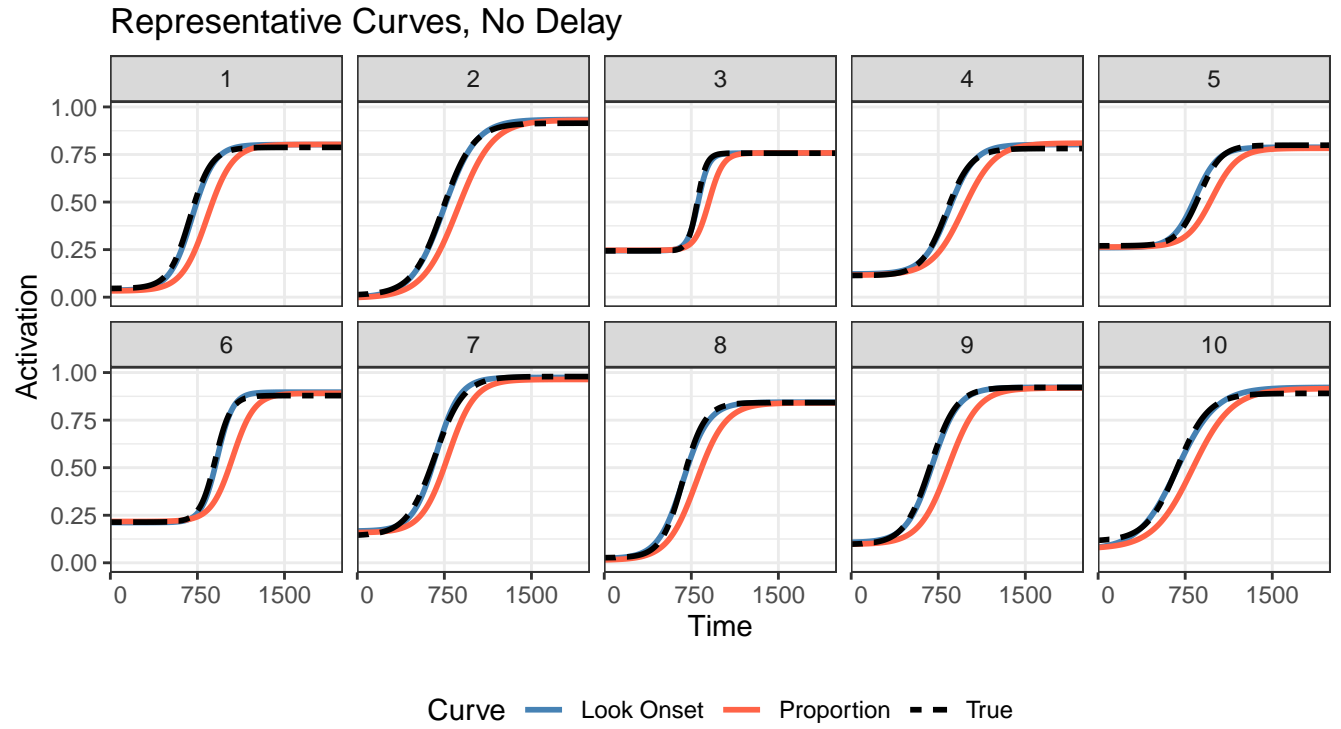 Representative Curves, No Delay
1 2 3 4 5
1.00
0.75
0.50
0.25
0.00
Activation
6 7 8 9 10
1.00
0.75
0.50
0.25
0.00
0 750 1500 0 750 1500 0 750 1500 0 750 1500 0 750 1500
Time
Curve Look Onset Proportion True